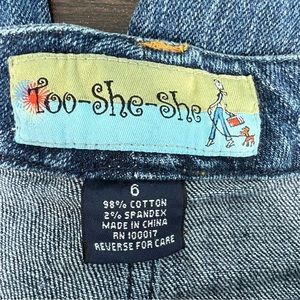 Too-She-She
6
98% COTTON
2% SPANDEX
MADE IN CHINA
RN 100017
REVERSE FOR CARE